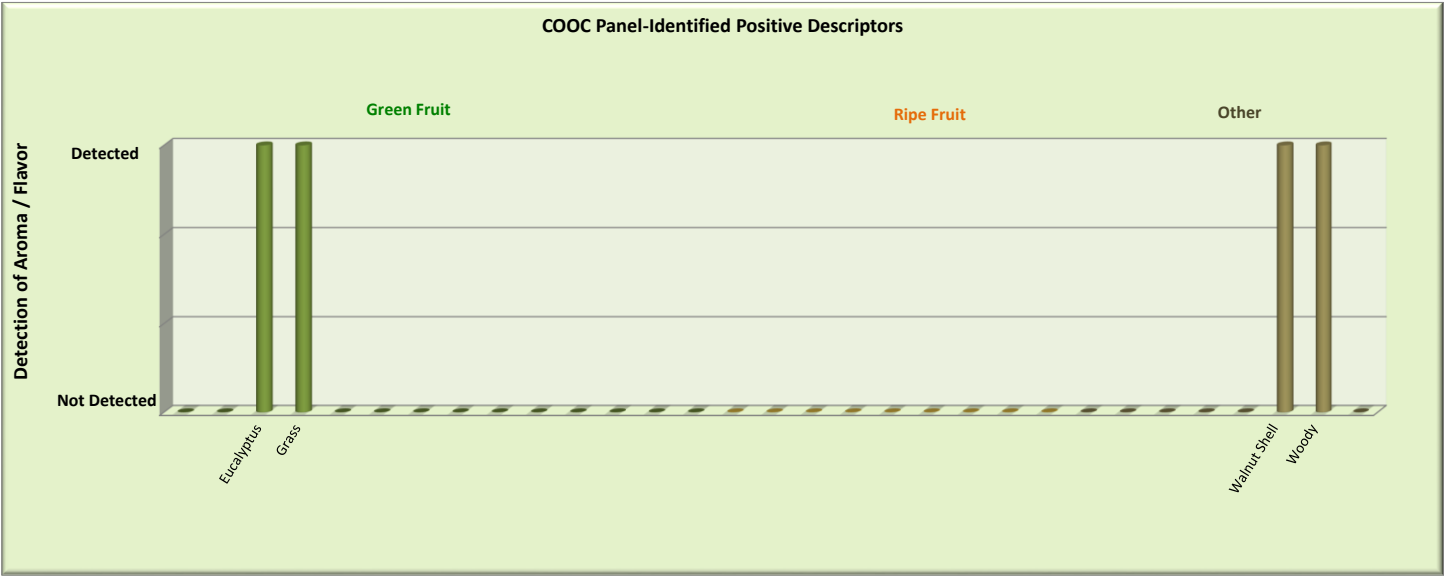 COOC Panel-Identified Positive Descriptors
Green Fruit
Ripe Fruit
Other
Detection of Aroma / Flavor
Detected
Not Detected
Eucalyptus
Grass
Walnut Shell
Woody